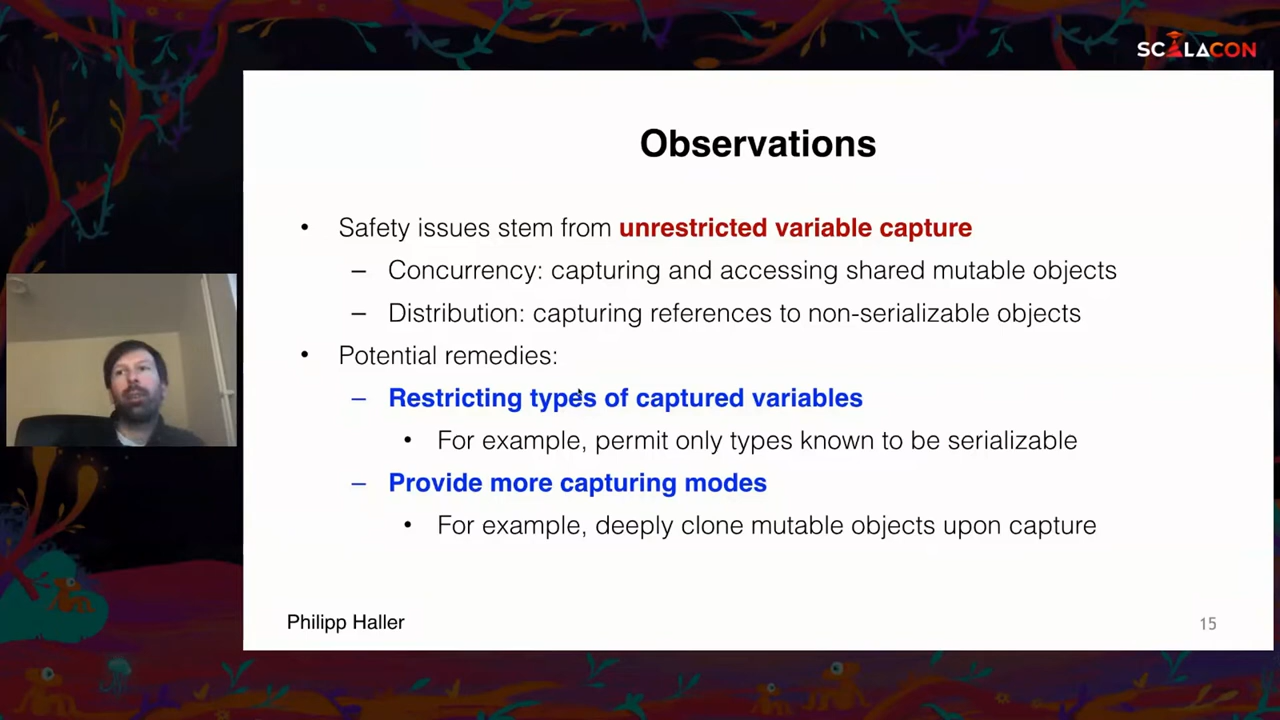 SCALACON
Observations
• Safety issues stem from unrestricted variable capture
– Concurrency: capturing and accessing shared mutable objects
– Distribution: capturing references to non-serializable objects
• Potential remedies:
– Restricting types of captured variables
• For example, permit only types known to be serializable
– Provide more capturing modes
• For example, deeply clone mutable objects upon capture
Philipp Haller
15